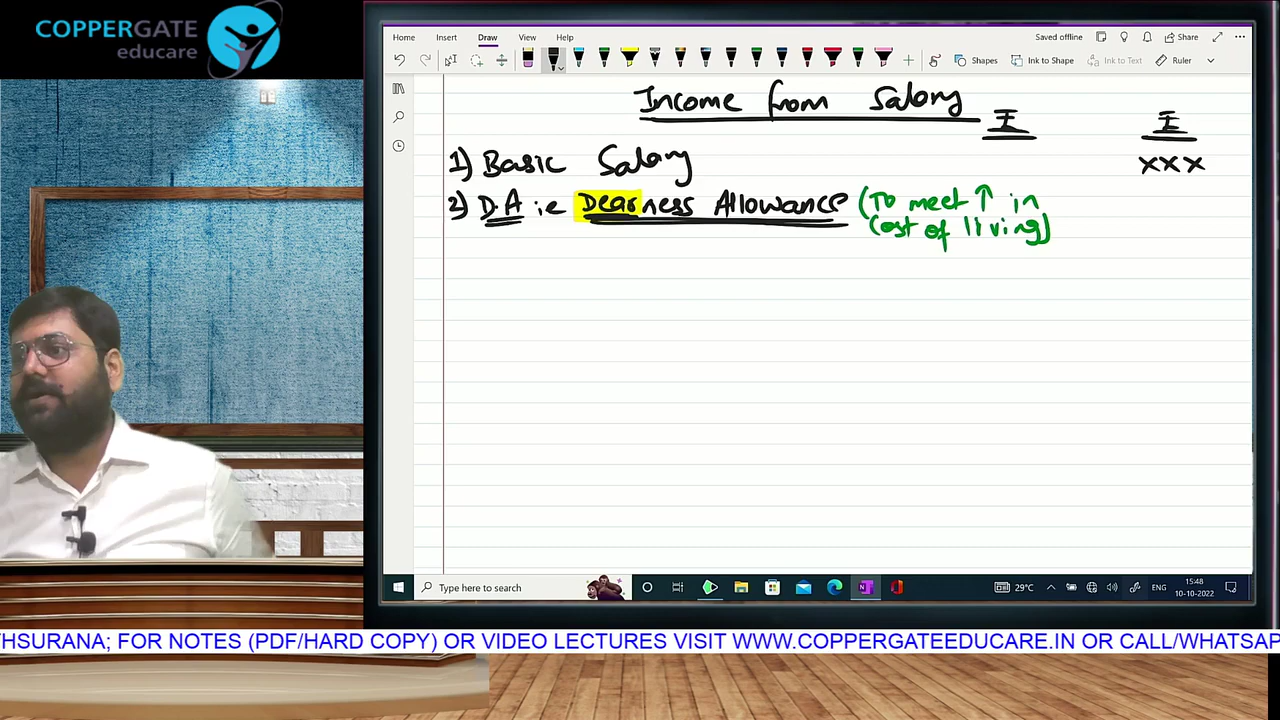 COPPERGATE
educare
Home Insert Draw View Help
Saved offline
Share
Shapes
Ink to Shape
Ink to Text
Ruler
Income from Salary
I I
1) Basic Salary xxx
2) D.A ie Dearness Allowance (To meet ↑ in
Cost of living)
Type here to search
29°C
ENG
15:48
10-10-2022
THSURANA; FOR NOTES (PDF/HARD COPY) OR VIDEO LECTURES VISIT WWW.COPPERGATEEDUCARE.IN OR CALL/WHATSAP